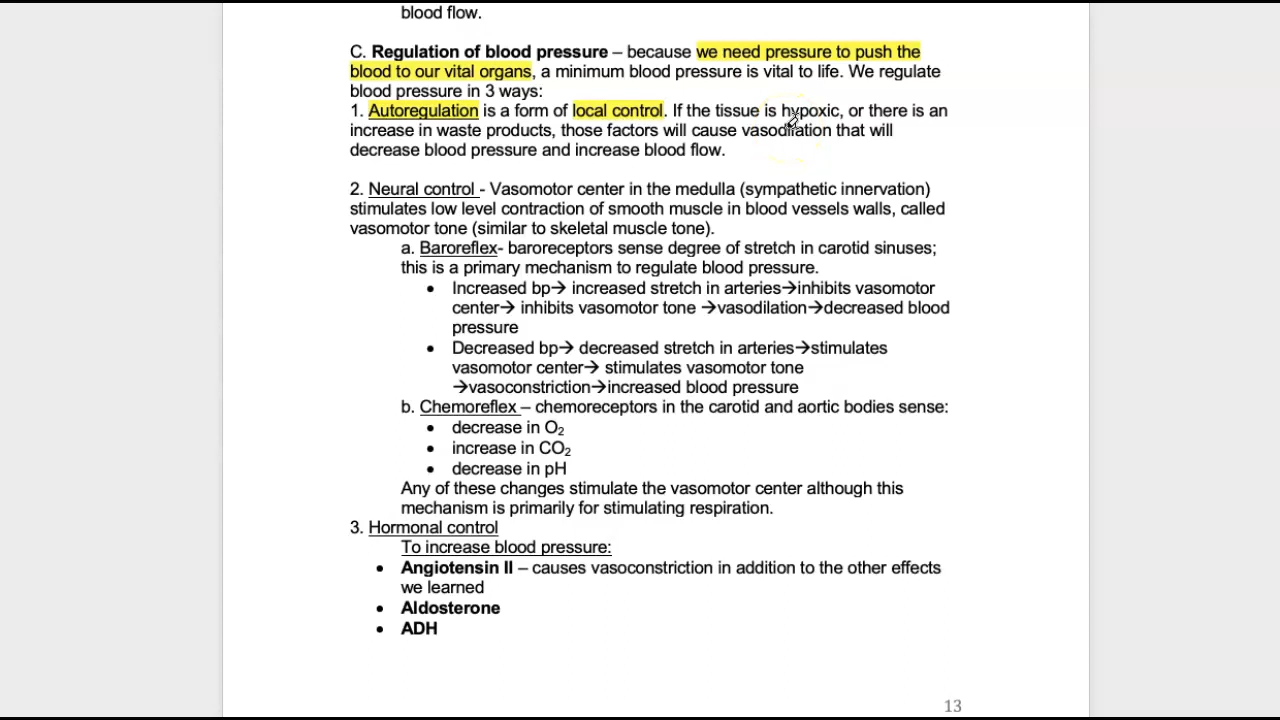 blood flow.
C. Regulation of blood pressure – because we need pressure to push the
blood to our vital organs, a minimum blood pressure is vital to life. We regulate
blood pressure in 3 ways:
1. Autoregulation is a form of local control. If the tissue is hypoxic, or there is an
increase in waste products, those factors will cause vasodilation that will
decrease blood pressure and increase blood flow.
2. Neural control - Vasomotor center in the medulla (sympathetic innervation)
stimulates low level contraction of smooth muscle in blood vessels walls, called
vasomotor tone (similar to skeletal muscle tone).
a. Baroreflex- baroreceptors sense degree of stretch in carotid sinuses;
this is a primary mechanism to regulate blood pressure.
• Increased bp→ increased stretch in arteries→inhibits vasomotor
center→ inhibits vasomotor tone →vasodilation→decreased blood
pressure
• Decreased bp→ decreased stretch in arteries→stimulates
vasomotor center→ stimulates vasomotor tone
→vasoconstriction→increased blood pressure
b. Chemoreflex – chemoreceptors in the carotid and aortic bodies sense:
• decrease in O₂
• increase in CO₂
• decrease in pH
Any of these changes stimulate the vasomotor center although this
mechanism is primarily for stimulating respiration.
3. Hormonal control
To increase blood pressure:
• Angiotensin II – causes vasoconstriction in addition to the other effects
we learned
• Aldosterone
• ADH
13